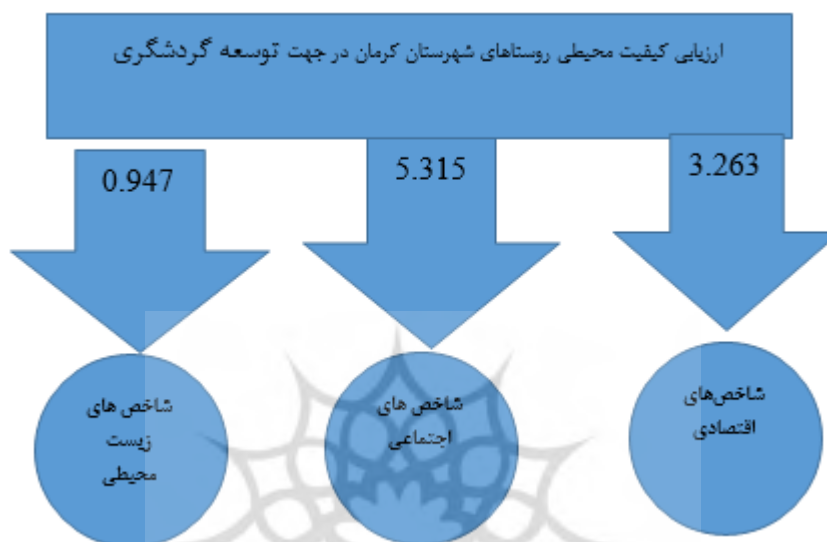 ارزیابی کیفیت محیطی روستاهای شهرستان کرمان در جهت توسعه گردشگری
3.263
5.315
0.947
شاخص‌های
اقتصادی
شاخص های
اجتماعی
شاخص های
زیست
محیطی